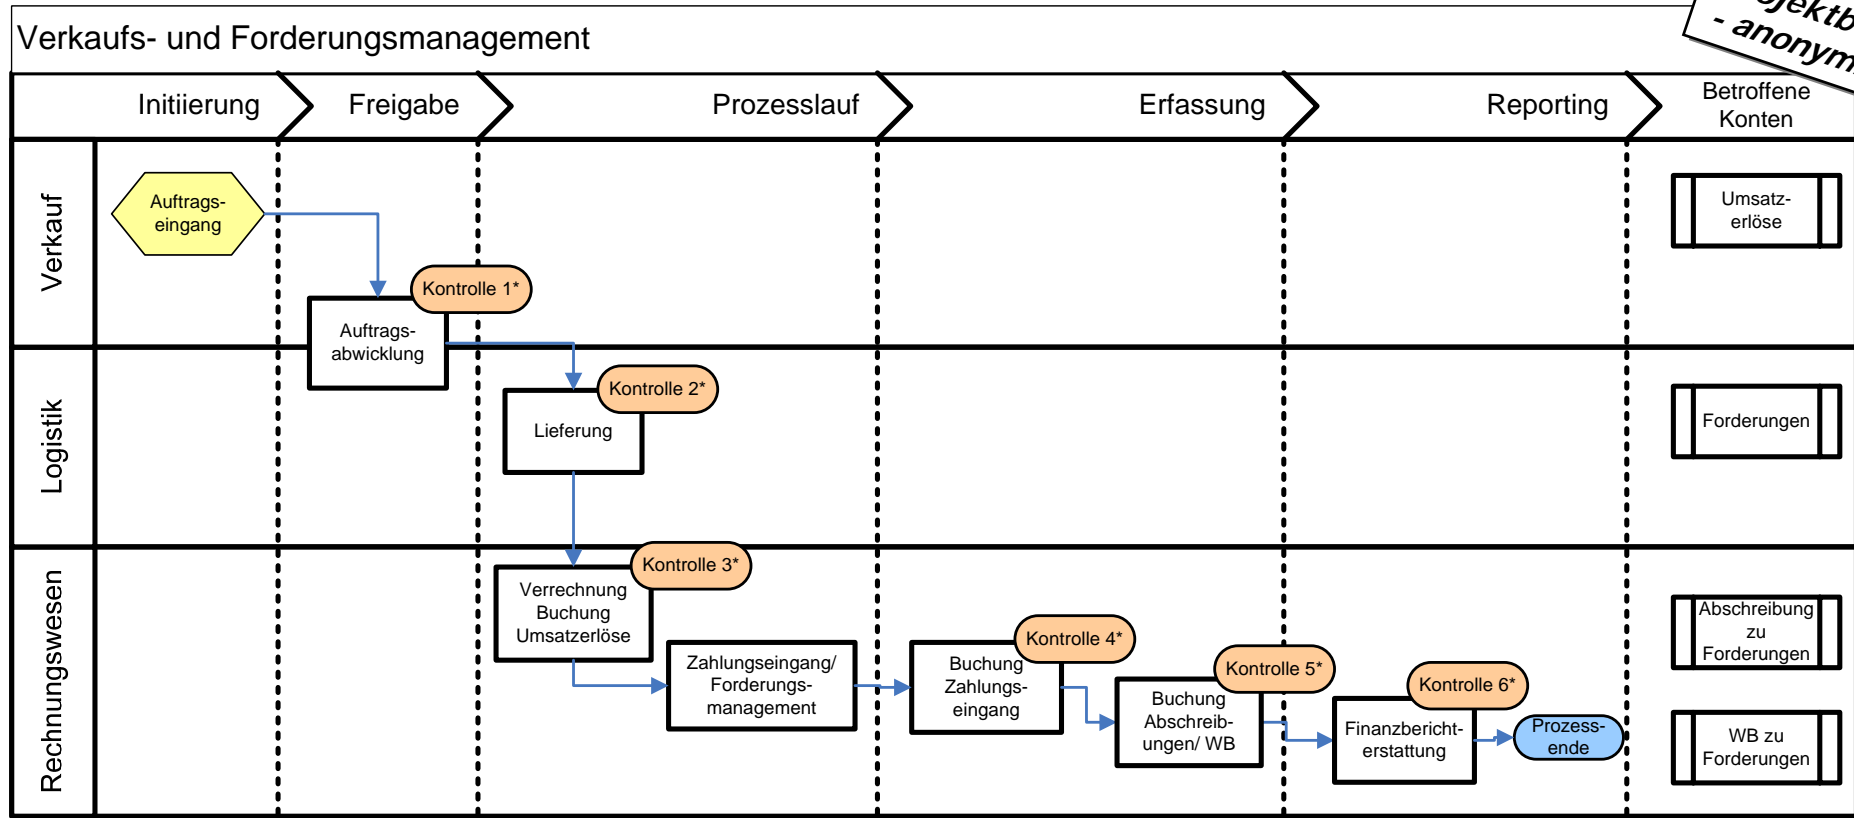 Verkaufs- und Forderungsmanagement
- anonym
Initiierung
Freigabe
Prozesslauf
Erfassung
Reporting
Betroffene
Konten
Verkauf
Auftrags-
eingang
Kontrolle 1*
Auftrags-
abwicklung
Umsatz-
erlöse
Logistik
Kontrolle 2*
Lieferung
Forderungen
Rechnungswesen
Kontrolle 3*
Verrechnung
Buchung
Umsatzerlöse
Zahlungseingang/
Forderungs-
management
Kontrolle 4*
Buchung
Zahlungs-
eingang
Kontrolle 5*
Buchung
Abschreib-
ungen/ WB
Kontrolle 6*
Finanzbericht-
erstattung
Prozess-
ende
Abschreibung
zu
Forderungen
WB zu
Forderungen